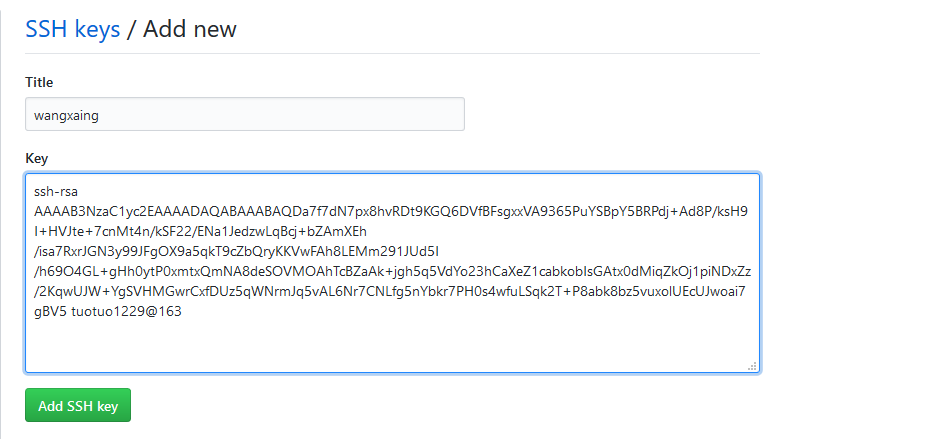 SSH keys / Add new
Title
wangxaing
Key
ssh-rsa
AAAAB3NzaC1yc2EAAAADAQABAAABAQDa7f7dN7px8hvRDt9KGQ6DVfBFsgxxVA9365PuYSBpY5BRPdj+Ad8P/ksH9
I+HVJte+7cnMt4n/kSF22/ENa1JedzwLqBcj+bZAmXEh
/isa7RxrJGN3y99JFgOX9a5qkT9cZbQryKKVwFAh8LEMm291JUd5I
/h69O4GL+gHh0ytP0xmtxQmNA8deSOVMOAhTcBZaAk+jgh5q5VdYo23hCaXeZ1cabkobIsGAtx0dMiqZkOj1piNDxZz
/2KqwUJW+YgSVHMGwrCxfDUz5qWNrmJq5vAL6Nr7CNLfg5nYbkr7PH0s4wfuLSqk2T+P8abk8bz5vuxolUEcUJwoai7
gBV5 tuotuo1229@163
Add SSH key